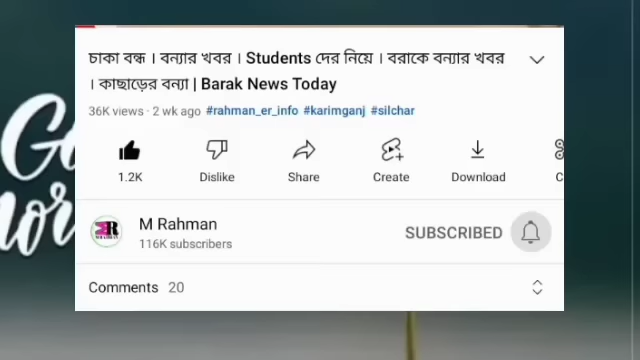 চাকা বন্ধ । বন্যার খবর । Students দের নিয়ে । বরাকে বন্যার খবর
। কাছাড়ের বন্যা | Barak News Today
36K views · 2 wk ago #rahman_er_info #karimganj #silchar
1.2K Dislike Share Create Download
M Rahman
116K subscribers
SUBSCRIBED
Comments 20